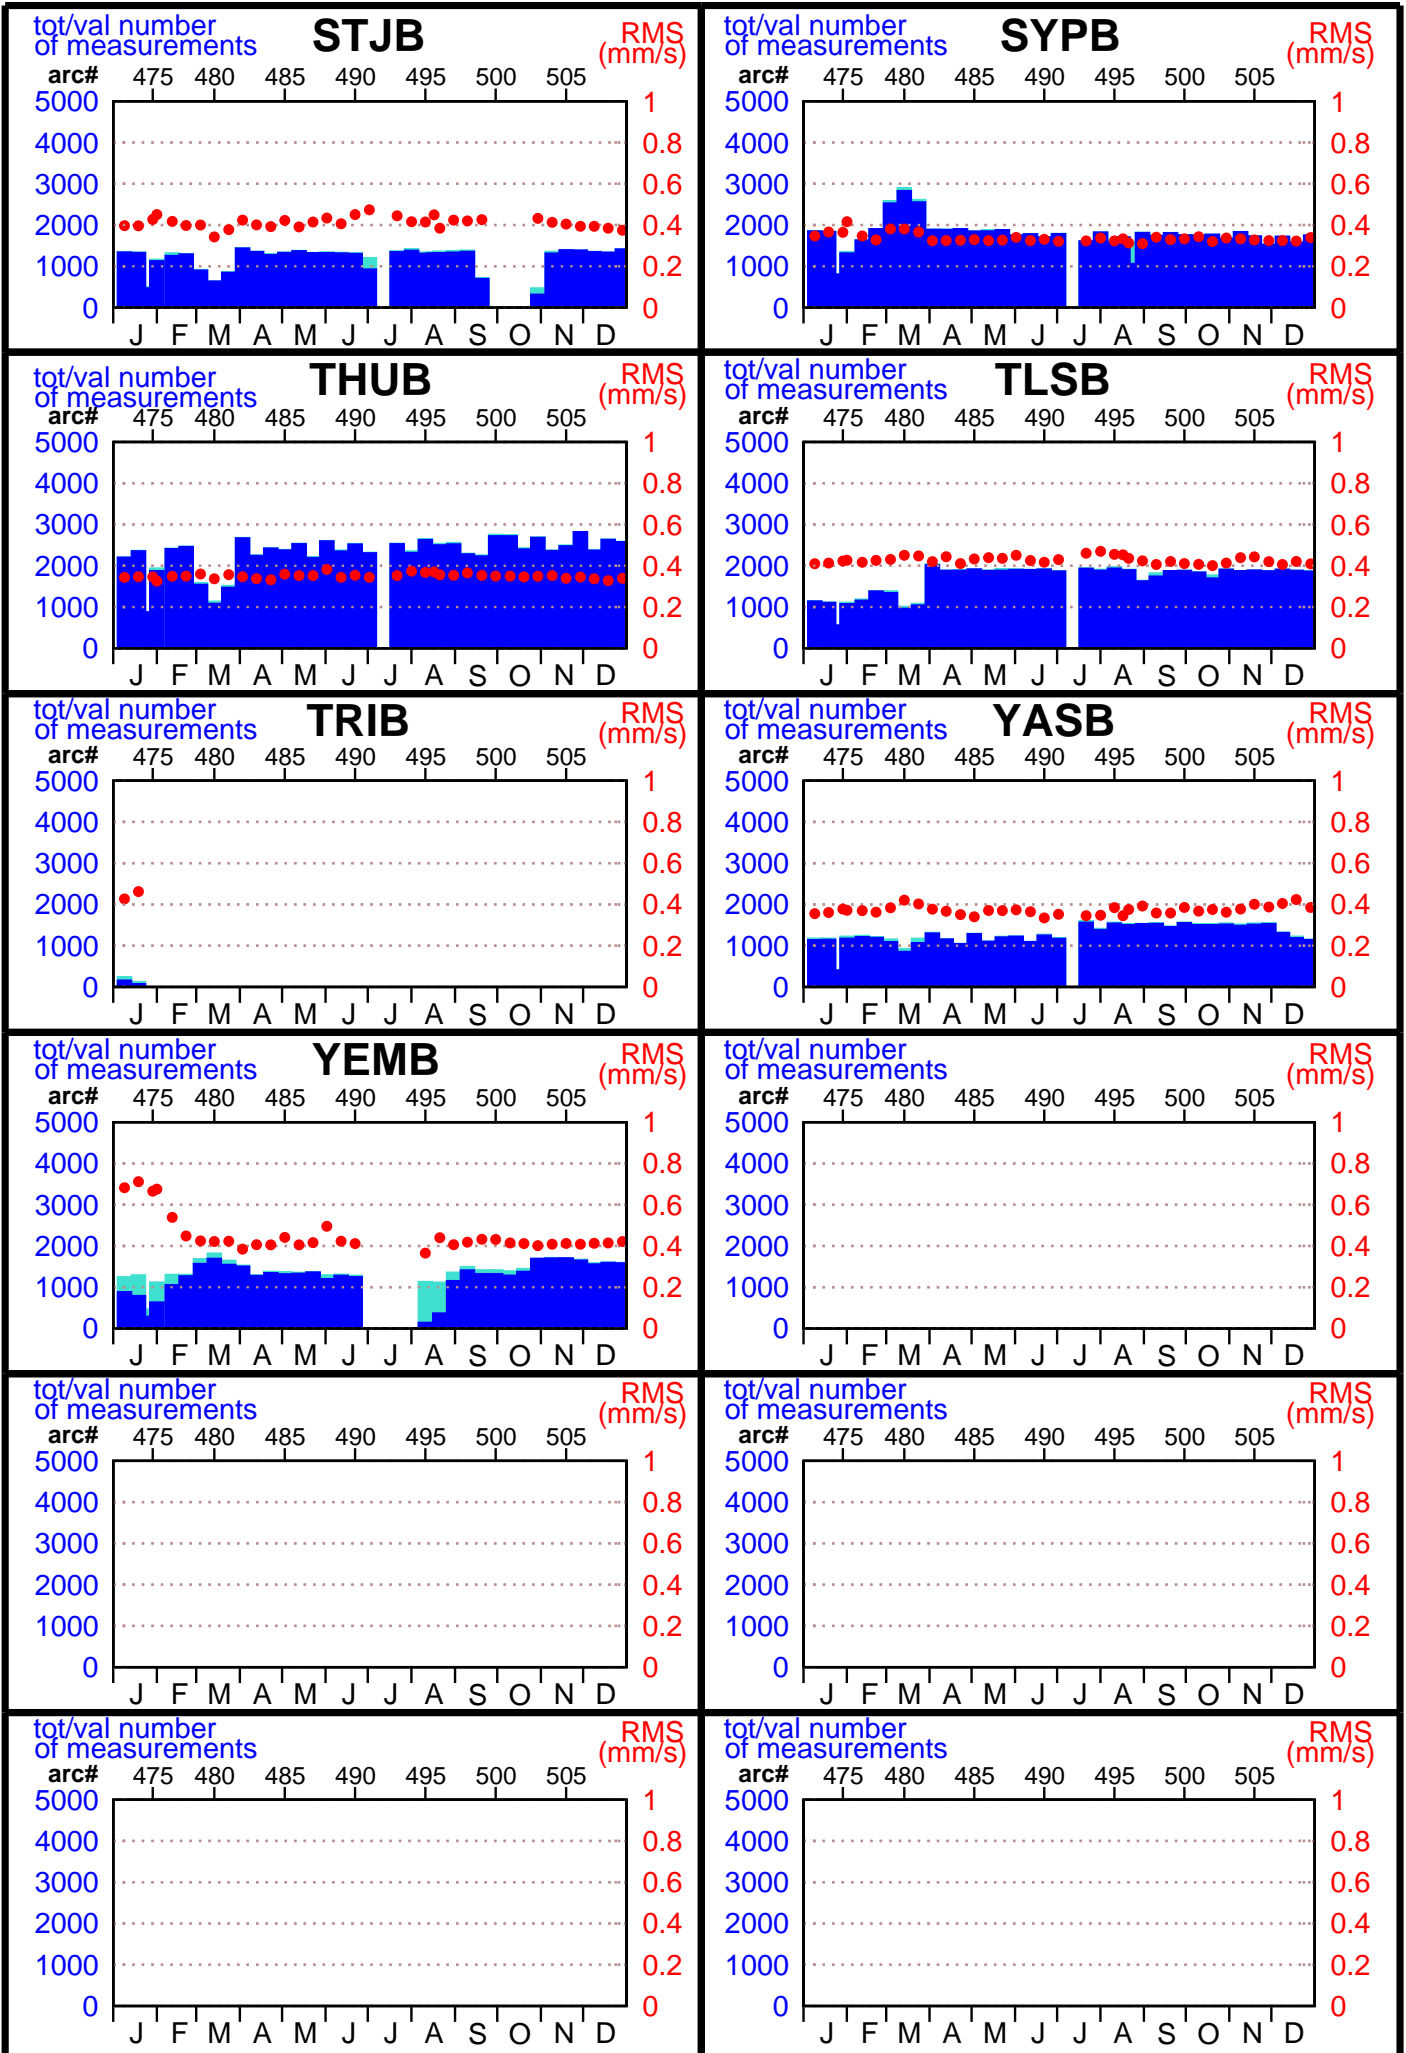 tot/val number
of measurements
STJB
RMS
(mm/s)
arc#
475 480 485 490 495 500 505
5000 1
4000 0.8
3000 0.6
2000 0.4
1000 0.2
0 0
J F M A M J J A S O N D
tot/val number
of measurements
SYPB
RMS
(mm/s)
arc#
475 480 485 490 495 500 505
5000 1
4000 0.8
3000 0.6
2000 0.4
1000 0.2
0 0
J F M A M J J A S O N D
tot/val number
of measurements
THUB
RMS
(mm/s)
arc#
475 480 485 490 495 500 505
5000 1
4000 0.8
3000 0.6
2000 0.4
1000 0.2
0 0
J F M A M J J A S O N D
tot/val number
of measurements
TLSB
RMS
(mm/s)
arc#
475 480 485 490 495 500 505
5000 1
4000 0.8
3000 0.6
2000 0.4
1000 0.2
0 0
J F M A M J J A S O N D
tot/val number
of measurements
TRIB
RMS
(mm/s)
arc#
475 480 485 490 495 500 505
5000 1
4000 0.8
3000 0.6
2000 0.4
1000 0.2
0 0
J F M A M J J A S O N D
tot/val number
of measurements
YASB
RMS
(mm/s)
arc#
475 480 485 490 495 500 505
5000 1
4000 0.8
3000 0.6
2000 0.4
1000 0.2
0 0
J F M A M J J A S O N D
tot/val number
of measurements
YEMB
RMS
(mm/s)
arc#
475 480 485 490 495 500 505
5000 1
4000 0.8
3000 0.6
2000 0.4
1000 0.2
0 0
J F M A M J J A S O N D
tot/val number
of measurements
RMS
(mm/s)
arc#
475 480 485 490 495 500 505
5000 1
4000 0.8
3000 0.6
2000 0.4
1000 0.2
0 0
J F M A M J J A S O N D
tot/val number
of measurements
RMS
(mm/s)
arc#
475 480 485 490 495 500 505
5000 1
4000 0.8
3000 0.6
2000 0.4
1000 0.2
0 0
J F M A M J J A S O N D
tot/val number
of measurements
RMS
(mm/s)
arc#
475 480 485 490 495 500 505
5000 1
4000 0.8
3000 0.6
2000 0.4
1000 0.2
0 0
J F M A M J J A S O N D
tot/val number
of measurements
RMS
(mm/s)
arc#
475 480 485 490 495 500 505
5000 1
4000 0.8
3000 0.6
2000 0.4
1000 0.2
0 0
J F M A M J J A S O N D
tot/val number
of measurements
RMS
(mm/s)
arc#
475 480 485 490 495 500 505
5000 1
4000 0.8
3000 0.6
2000 0.4
1000 0.2
0 0
J F M A M J J A S O N D